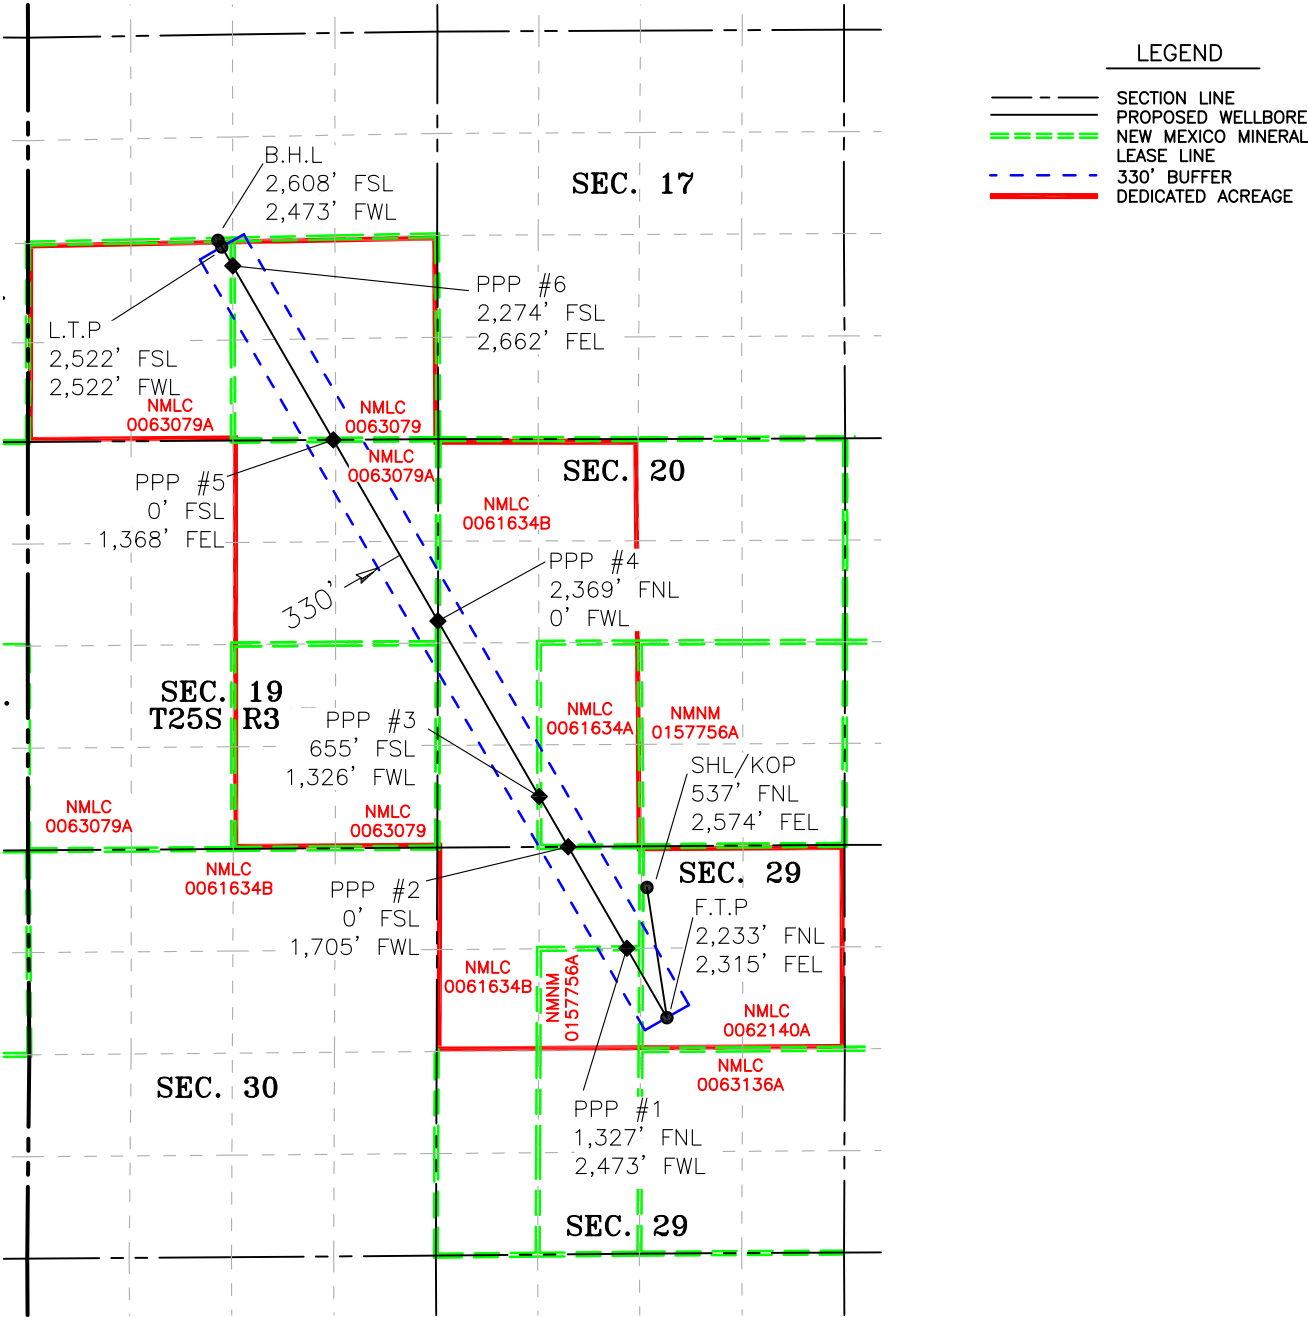 LEGEND
SECTION LINE
PROPOSED WELLBORE
NEW MEXICO MINERAL
LEASE LINE
330' BUFFER
DEDICATED ACREAGE
B.H.L
2,608' FSL
2,473' FWL
SEC. 17
PPP #6
2,274' FSL
2,662' FEL
L.T.P
2,522' FSL
2,522' FWL
NMLC
0063079A
NMLC
0063079
NMLC
0063079A
SEC. 20
PPP #5
0' FSL
1,368' FEL
NMLC
0061634B
PPP #4
2,369' FNL
0' FWL
330'
SEC. 19
T25S R3
PPP #3
655' FSL
1,326' FWL
NMLC
0061634A
NMNM
0157756A
SHL/KOP
537' FNL
2,574' FEL
NMLC
0063079A
NMLC
0063079
NMLC
0061634B
PPP #2
0' FSL
1,705' FWL
SEC. 29
F.T.P
2,233' FNL
2,315' FEL
NMLC
0061634B
NMNM
0157756A
NMLC
0062140A
NMLC
0063136A
SEC. 30
PPP #1
1,327' FNL
2,473' FWL
SEC. 29